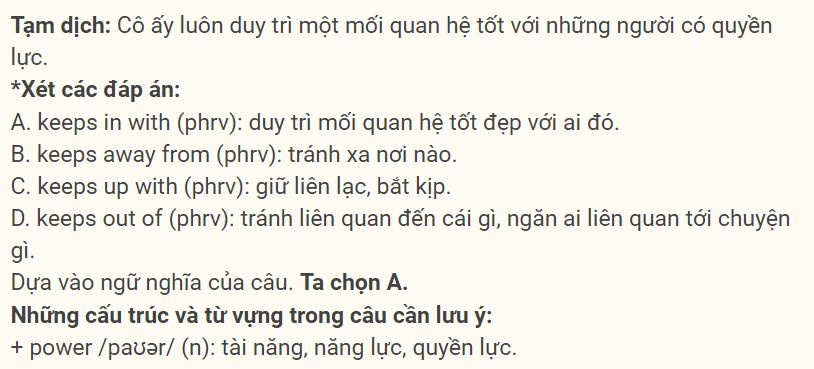 Tạm dịch: Cô ấy luôn duy trì một mối quan hệ tốt với những người có quyền
lực.
*Xét các đáp án:
A. keeps in with (phrv): duy trì mối quan hệ tốt đẹp với ai đó.
B. keeps away from (phrv): tránh xa nơi nào.
C. keeps up with (phrv): giữ liên lạc, bắt kịp.
D. keeps out of (phrv): tránh liên quan đến cái gì, ngăn ai liên quan tới chuyện
gì.
Dựa vào ngữ nghĩa của câu. Ta chọn A.
Những cấu trúc và từ vựng trong câu cần lưu ý:
+ power /paʊər/ (n): tài năng, năng lực, quyền lực.